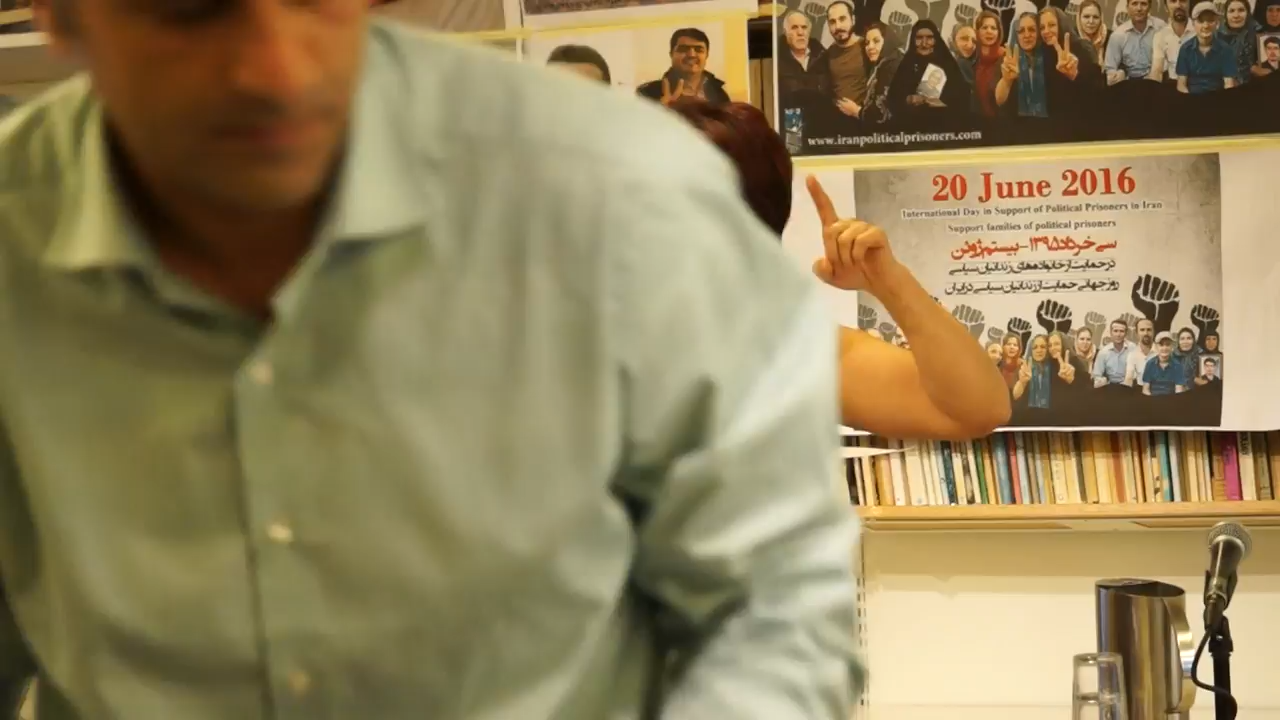 www.iranpoliticalprisoners.com
20 June 2016
International Day in Support of Political Prisoners in Iran
Support families of political prisoners
سی خرداد ۱۳۹۵ - بیستم ژوئن
در حمایت از خانواده‌های زندانیان سیاسی
روز جهانی حمایت از زندانیان سیاسی در ایران